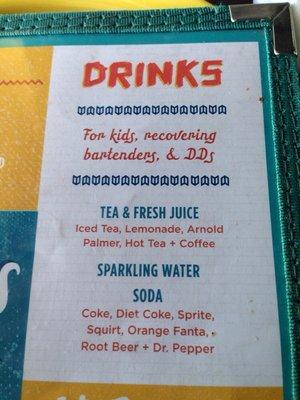 DRINKS
For kids, recovering
bartenders, & DDs
TEA & FRESH JUICE
Iced Tea, Lemonade, Arnold
Palmer, Hot Tea + Coffee
SPARKLING WATER
SODA
Coke, Diet Coke, Sprite,
Squirt, Orange Fanta,
Root Beer + Dr. Pepper